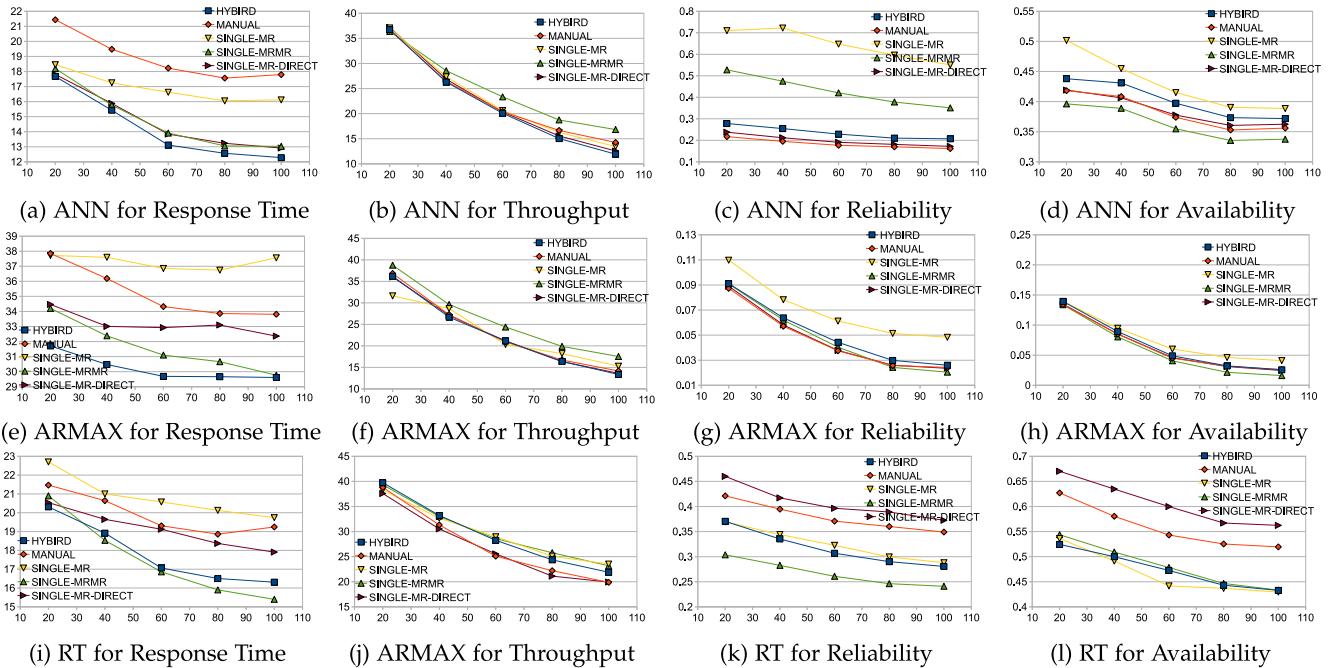 22
21
20
19
18
17
16
15
14
13
12
10 20 30 40 50 60 70 80 90 100 110
HYBIRD
MANUAL
SINGLE-MR
SINGLE-MRMR
SINGLE-MR-DIRECT
(a) ANN for Response Time
40
35
30
25
20
15
10
10 20 30 40 50 60 70 80 90 100 110
HYBIRD
MANUAL
SINGLE-MR
SINGLE-MRMR
SINGLE-MR-DIRECT
(b) ANN for Throughput
0.8
0.7
0.6
0.5
0.4
0.3
0.2
0.1
10 20 30 40 50 60 70 80 90 100 110
HYBIRD
MANUAL
SINGLE-MR
SINGLE-MRMR
SINGLE-MR-DIRECT
(c) ANN for Reliability
0.55
0.5
0.45
0.4
0.35
0.3
10 20 30 40 50 60 70 80 90 100 110
HYBIRD
MANUAL
SINGLE-MR
SINGLE-MRMR
SINGLE-MR-DIRECT
(d) ANN for Availability
39
38
37
36
35
34
33
32
31
30
29
10 20 30 40 50 60 70 80 90 100 110
HYBIRD
MANUAL
SINGLE-MR
SINGLE-MRMR
SINGLE-MR-DIRECT
(e) ARMAX for Response Time
45
40
35
30
25
20
15
10
10 20 30 40 50 60 70 80 90 100 110
HYBIRD
MANUAL
SINGLE-MR
SINGLE-MRMR
SINGLE-MR-DIRECT
(f) ARMAX for Throughput
0.13
0.11
0.09
0.07
0.05
0.03
0.01
10 20 30 40 50 60 70 80 90 100 110
HYBIRD
MANUAL
SINGLE-MR
SINGLE-MRMR
SINGLE-MR-DIRECT
(g) ARMAX for Reliability
0.25
0.2
0.15
0.1
0.05
0
10 20 30 40 50 60 70 80 90 100 110
HYBIRD
MANUAL
SINGLE-MR
SINGLE-MRMR
SINGLE-MR-DIRECT
(h) ARMAX for Availability
23
22
21
20
19
18
17
16
15
10 20 30 40 50 60 70 80 90 100 110
HYBIRD
MANUAL
SINGLE-MR
SINGLE-MRMR
SINGLE-MR-DIRECT
(i) RT for Response Time
45
40
35
30
25
20
15
10 20 30 40 50 60 70 80 90 100 110
HYBIRD
MANUAL
SINGLE-MR
SINGLE-MRMR
SINGLE-MR-DIRECT
(j) ARMAX for Throughput
0.5
0.45
0.4
0.35
0.3
0.25
0.2
10 20 30 40 50 60 70 80 90 100 110
HYBIRD
MANUAL
SINGLE-MR
SINGLE-MRMR
SINGLE-MR-DIRECT
(k) RT for Reliability
0.7
0.65
0.6
0.55
0.5
0.45
0.4
10 20 30 40 50 60 70 80 90 100 110
HYBIRD
MANUAL
SINGLE-MR
SINGLE-MRMR
SINGLE-MR-DIRECT
(l) RT for Availability